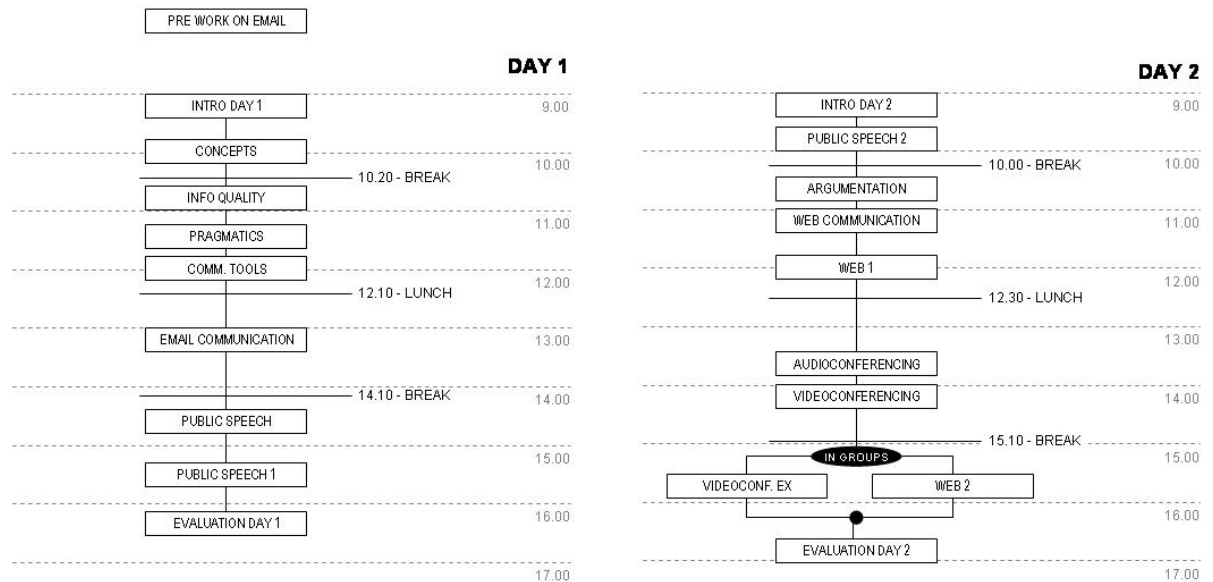 PRE WORK ON EMAIL
DAY 1
INTRO DAY 1
9.00
CONCEPTS
10.00
10.20 - BREAK
INFO QUALITY
11.00
PRAGMATICS
COMM. TOOLS
12.00
12.10 - LUNCH
EMAIL COMMUNICATION
13.00
14.10 - BREAK
14.00
PUBLIC SPEECH
15.00
PUBLIC SPEECH 1
EVALUATION DAY 1
16.00
17.00
DAY 2
INTRO DAY 2
9.00
PUBLIC SPEECH 2
10.00 - BREAK
10.00
ARGUMENTATION
WEB COMMUNICATION
11.00
WEB 1
12.00
12.30 - LUNCH
13.00
AUDIOCONFERENCING
VIDEOCONFERENCING
14.00
15.10 - BREAK
IN GROUPS
15.00
VIDEOCONF. EX
WEB 2
16.00
EVALUATION DAY 2
17.00